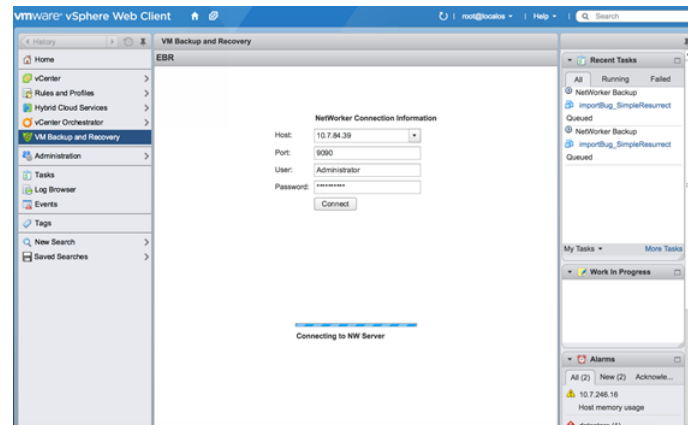 vmware® vSphere Web Client
root@localos
Help
Search
History
VM Backup and Recovery
Home
vCenter
Rules and Profiles
Hybrid Cloud Services
vCenter Orchestrator
VM Backup and Recovery
Administration
Tasks
Log Browser
Events
Tags
New Search
Saved Searches
EBR
NetWorker Connection Information
Host: 10.7.84.39
Port: 9090
User: Administrator
Password: **********
Connect
Connecting to NW Server
Recent Tasks
All Running Failed
NetWorker Backup
importBug_SimpleResurrect
Queued
NetWorker Backup
importBug_SimpleResurrect
Queued
My Tasks More Tasks
Work In Progress
Alarms
All (2) New (2) Acknowle...
10.7.246.16
Host memory usage